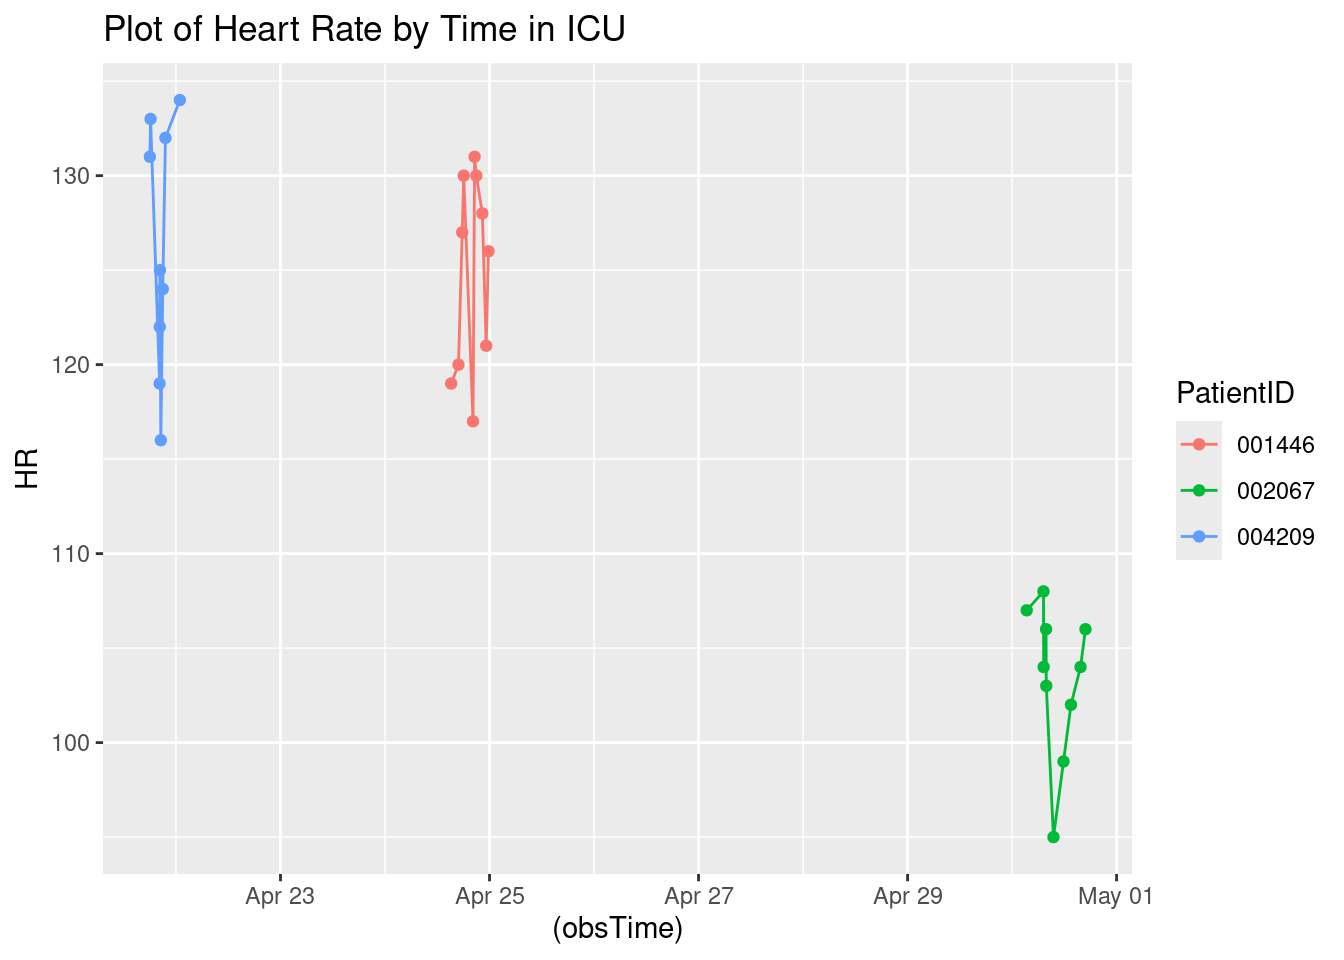 Plot of Heart Rate by Time in ICU
130
120
110
100
HR
Apr 23
Apr 25
Apr 27
Apr 29
May 01
(obsTime)
PatientID
001446
002067
004209